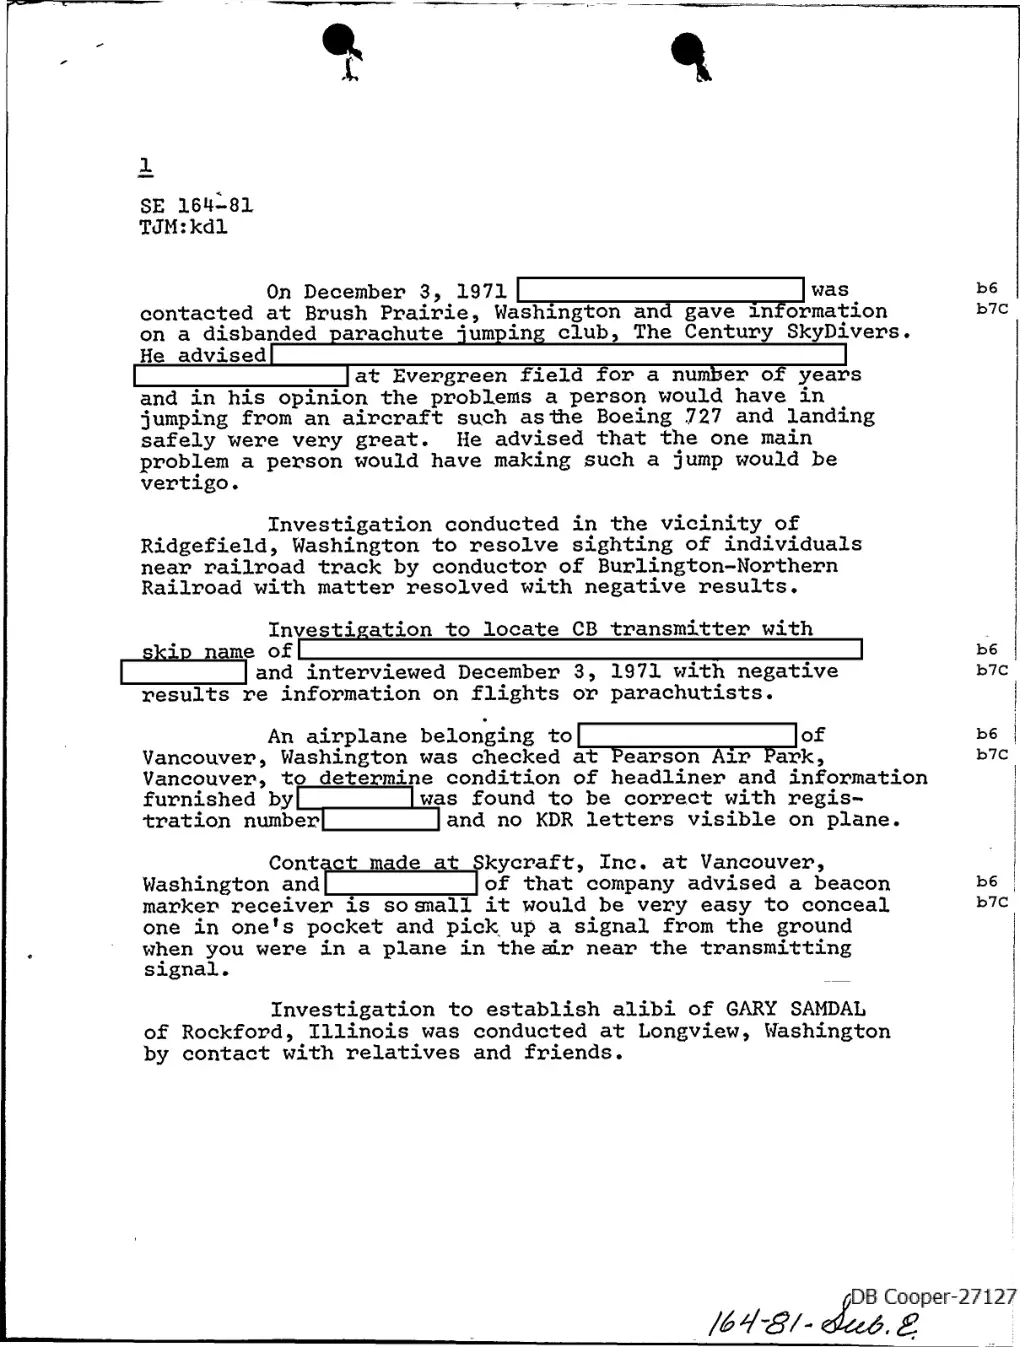 1
SE 164-81
TJM:kdl
On December 3, 1971 was b6
contacted at Brush Prairie, Washington and gave information b7C
on a disbanded parachute jumping club, The Century SkyDivers.
He advised
at Evergreen field for a number of years
and in his opinion the problems a person would have in
jumping from an aircraft such as the Boeing 727 and landing
safely were very great. He advised that the one main
problem a person would have making such a jump would be
vertigo.
Investigation conducted in the vicinity of
Ridgefield, Washington to resolve sighting of individuals
near railroad track by conductor of Burlington-Northern
Railroad with matter resolved with negative results.
Investigation to locate CB transmitter with
skip name of b6
and interviewed December 3, 1971 with negative b7C
results re information on flights or parachutists.
An airplane belonging to of b6
Vancouver, Washington was checked at Pearson Air Park, b7C
Vancouver, to determine condition of headliner and information
furnished by was found to be correct with regis-
tration number and no KDR letters visible on plane.
Contact made at Skycraft, Inc. at Vancouver,
Washington and of that company advised a beacon b6
marker receiver is so small it would be very easy to conceal b7C
one in one's pocket and pick up a signal from the ground
when you were in a plane in the air near the transmitting
signal.
Investigation to establish alibi of GARY SAMDAL
of Rockford, Illinois was conducted at Longview, Washington
by contact with relatives and friends.
DB Cooper-27127
164-81-Sub. E